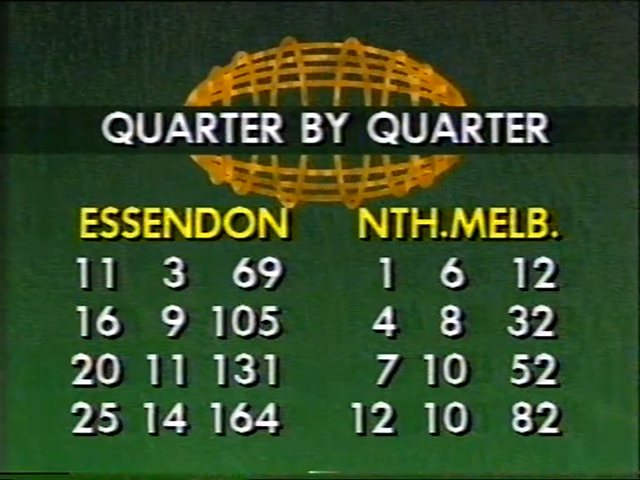 QUARTER BY QUARTER
ESSENDON NTH.MELB.
11 3 69 1 6 12
16 9 105 4 8 32
20 11 131 7 10 52
25 14 164 12 10 82